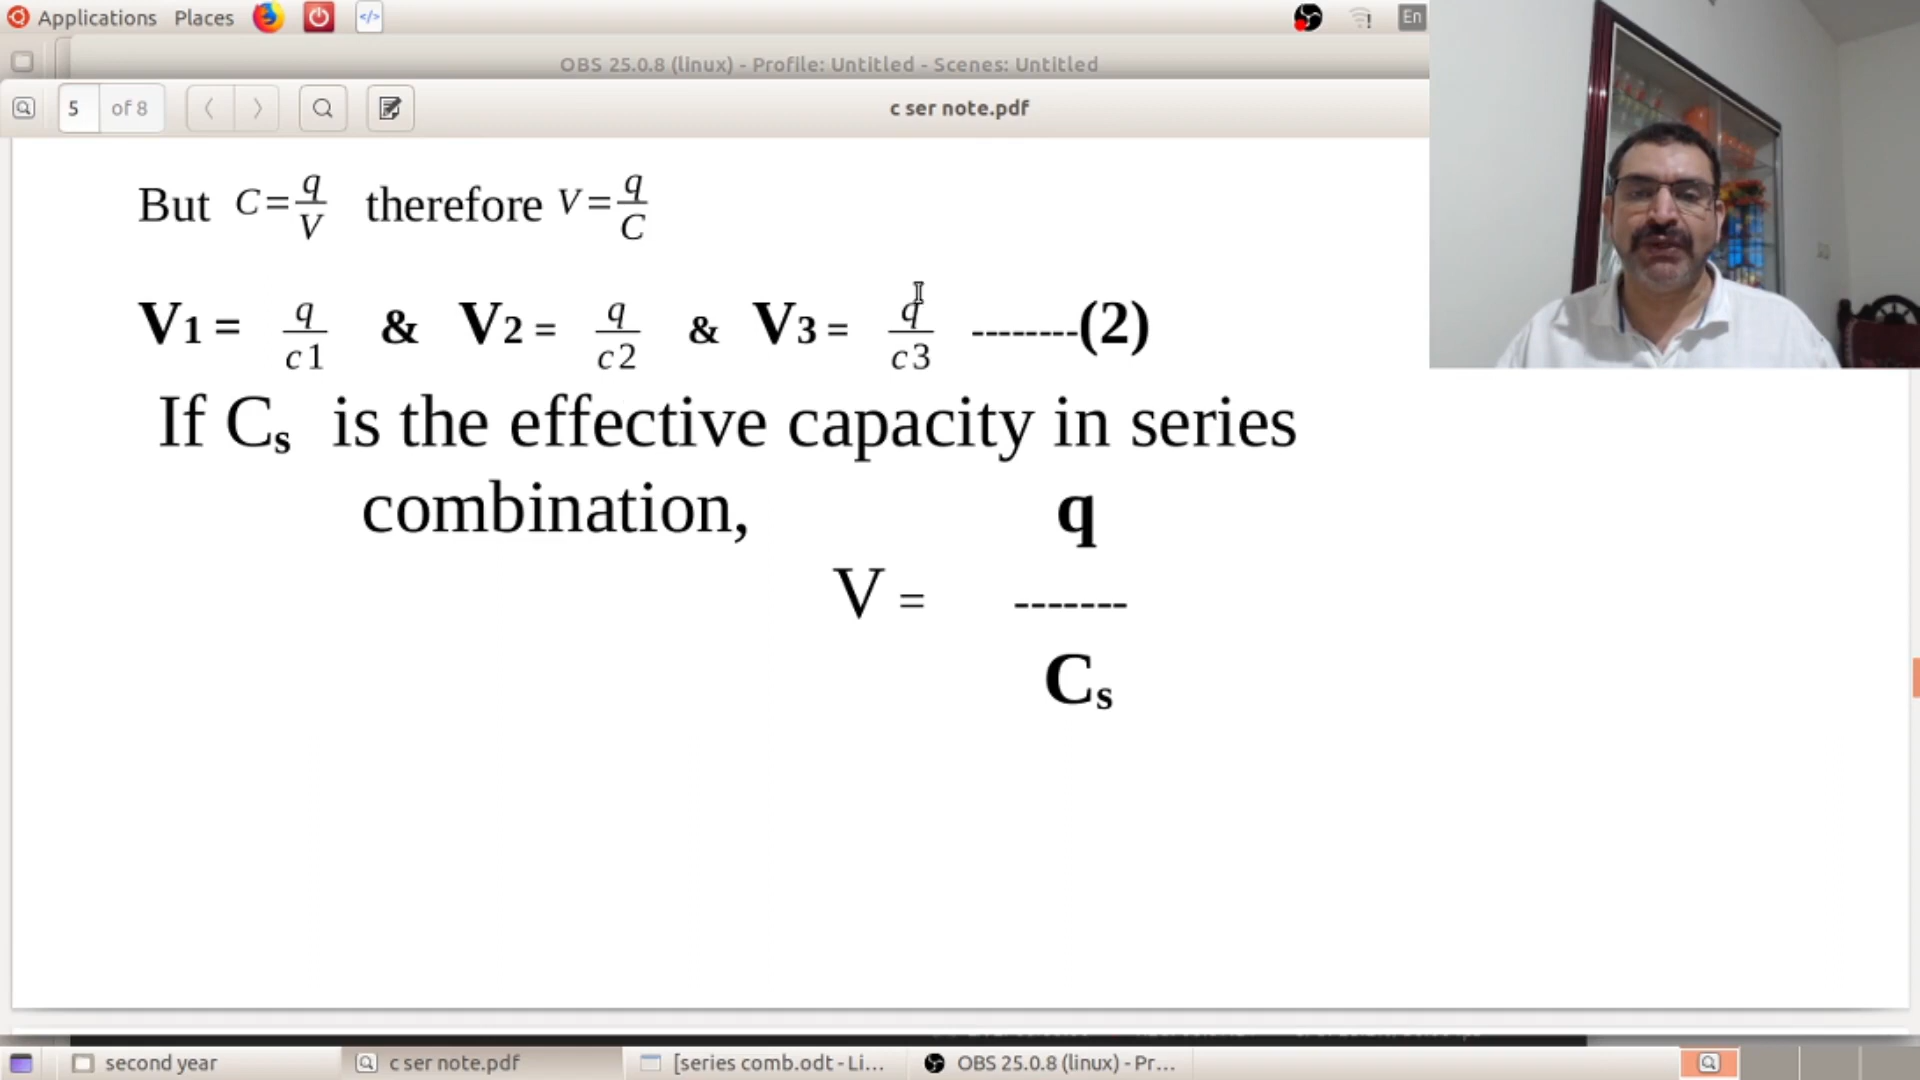 Applications Places </> En
OBS 25.0.8 (linux) - Profile: Untitled - Scenes: Untitled
5 of 8 c ser note.pdf
But C = q/V therefore V = q/C
V1 = q/c1 & V2 = q/c2 & V3 = q/c3 --------(2)
If Cs is the effective capacity in series
combination, q
V = -------
Cs
second year c ser note.pdf [series comb.odt - Li... OBS 25.0.8 (linux) - Pr...